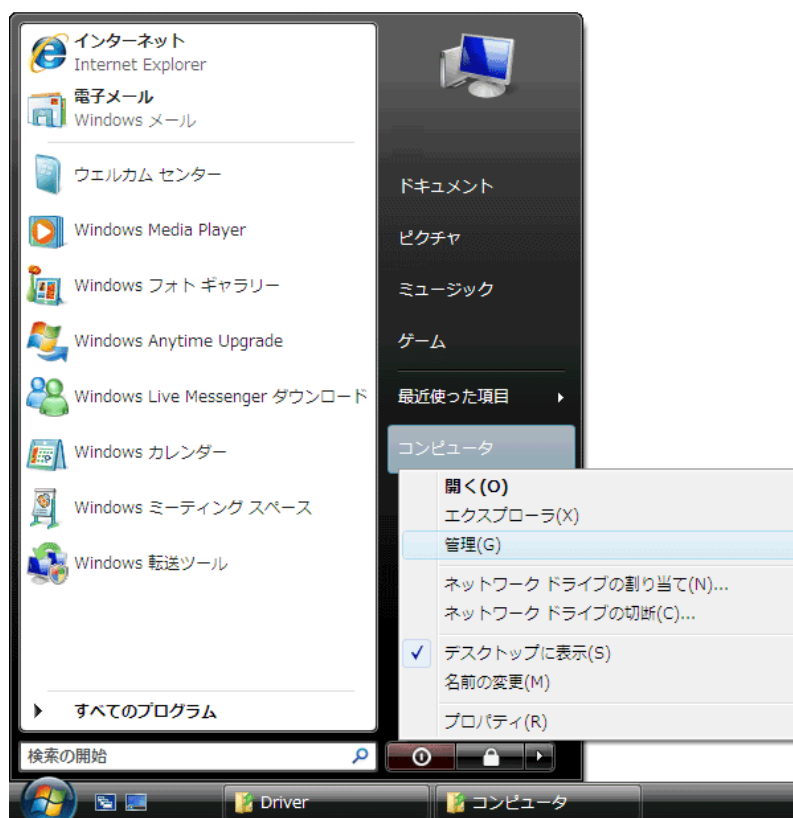 インターネット
Internet Explorer
電子メール
Windows メール
ウェルカム センター
Windows Media Player
Windows フォト ギャラリー
Windows Anytime Upgrade
Windows Live Messenger ダウンロード
Windows カレンダー
Windows ミーティング スペース
Windows 転送ツール
すべてのプログラム
検索の開始
ドキュメント
ピクチャ
ミュージック
ゲーム
最近使った項目
コンピュータ
開く(O)
エクスプローラ(X)
管理(G)
ネットワーク ドライブの割り当て(N)...
ネットワーク ドライブの切断(C)...
デスクトップに表示(S)
名前の変更(M)
プロパティ(R)
Driver
コンピュータ